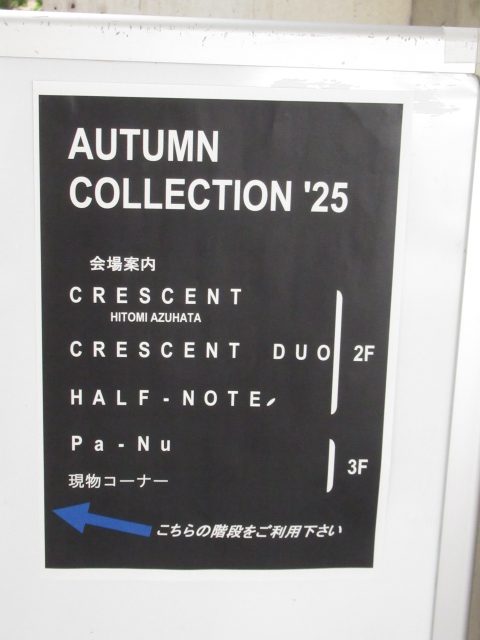 AUTUMN
COLLECTION '25
会場案内
CRESCENT
HITOMI AZUHATA
CRESCENT DUO
2F
HALF-NOTE
Pa-Nu
3F
現物コーナー
こちらの階段をご利用下さい